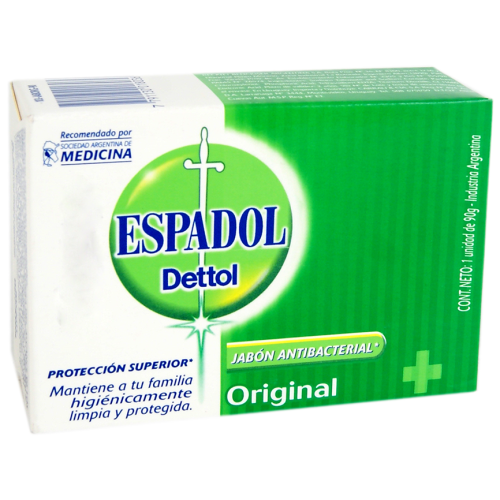 Recomendado por
SOCIEDAD ARGENTINA DE
MEDICINA
ESPADOL
Dettol
PROTECCIÓN SUPERIOR*
Mantiene a tu familia
higiénicamente
limpia y protegida.
JABÓN ANTIBACTERIAL*
Original
CONT. NETO: 1 unidad de 90g - Industria Argentina